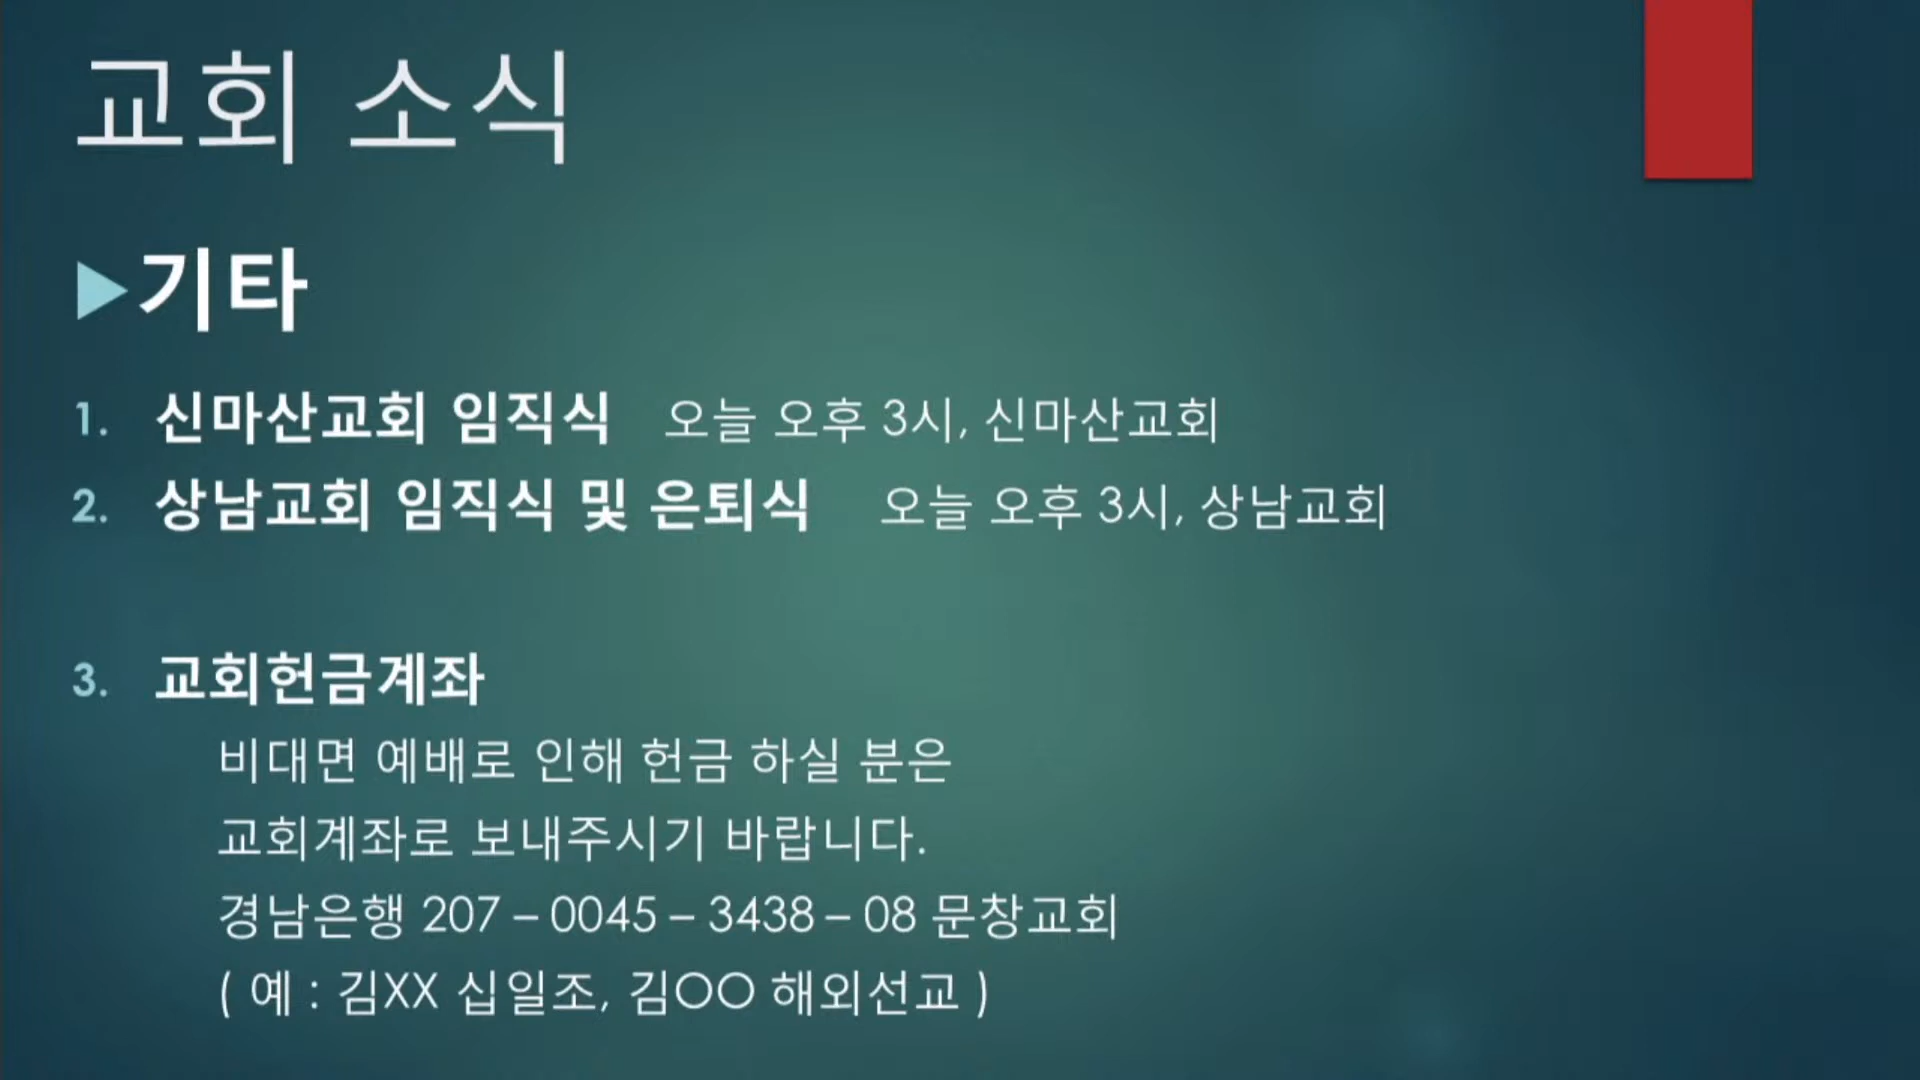 교회 소식
기타
1. 신마산교회 임직식 오늘 오후 3시, 신마산교회
2. 상남교회 임직식 및 은퇴식 오늘 오후 3시, 상남교회
3. 교회헌금계좌
비대면 예배로 인해 헌금 하실 분은
교회계좌로 보내주시기 바랍니다.
경남은행 207 – 0045 – 3438 – 08 문창교회
( 예 : 김XX 십일조, 김OO 해외선교 )